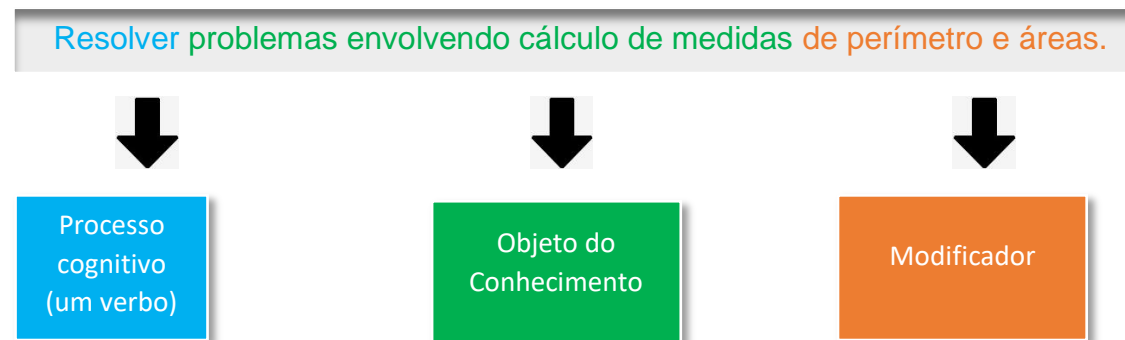 Resolver problemas envolvendo cálculo de medidas de perímetro e áreas.
Processo
cognitivo
(um verbo)
Objeto do
Conhecimento
Modificador